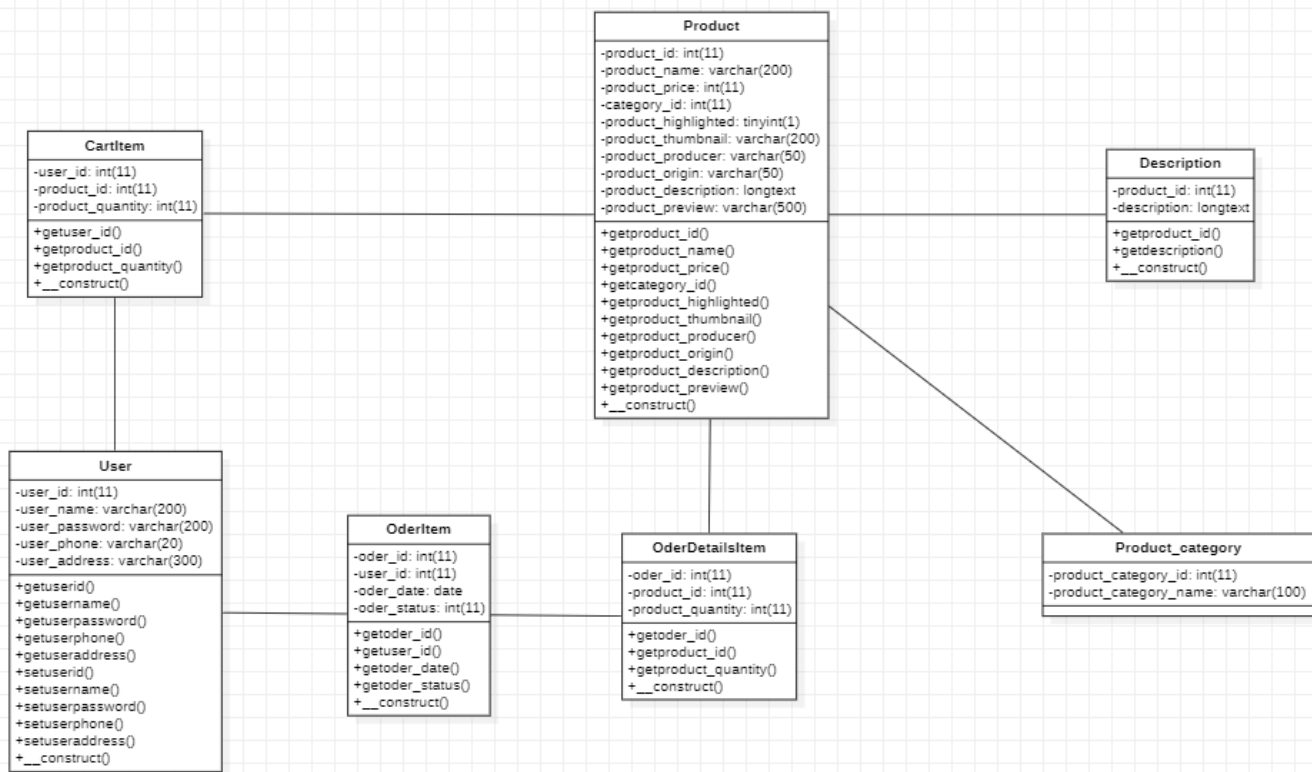 Product
-product_id: int(11)
-product_name: varchar(200)
-product_price: int(11)
-category_id: int(11)
-product_highlighted: tinyint(1)
-product_thumbnail: varchar(200)
-product_producer: varchar(50)
-product_origin: varchar(50)
-product_description: longtext
-product_preview: varchar(500)
+getproduct_id()
+getproduct_name()
+getproduct_price()
+getcategory_id()
+getproduct_highlighted()
+getproduct_thumbnail()
+getproduct_producer()
+getproduct_origin()
+getproduct_description()
+getproduct_preview()
+__construct()
CartItem
-user_id: int(11)
-product_id: int(11)
-product_quantity: int(11)
+getuser_id()
+getproduct_id()
+getproduct_quantity()
+__construct()
Description
-product_id: int(11)
-description: longtext
+getproduct_id()
+getdescription()
+__construct()
User
-user_id: int(11)
-user_name: varchar(200)
-user_password: varchar(200)
-user_phone: varchar(20)
-user_address: varchar(300)
+getuserid()
+getusername()
+getuserpassword()
+getuserphone()
+getuseraddress()
+setuserid()
+setusername()
+setuserpassword()
+setuserphone()
+setuseraddress()
+__construct()
OderItem
-oder_id: int(11)
-user_id: int(11)
-oder_date: date
-oder_status: int(11)
+getoder_id()
+getuser_id()
+getoder_date()
+getoder_status()
+__construct()
OderDetailsItem
-oder_id: int(11)
-product_id: int(11)
-product_quantity: int(11)
+getoder_id()
+getproduct_id()
+getproduct_quantity()
+__construct()
Product_category
-product_category_id: int(11)
-product_category_name: varchar(100)